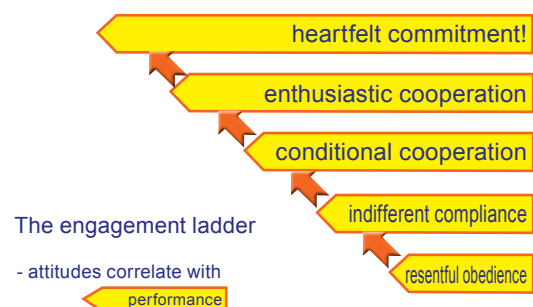 heartfelt commitment!
enthusiastic cooperation
conditional cooperation
indifferent compliance
resentful obedience
The engagement ladder
- attitudes correlate with
performance